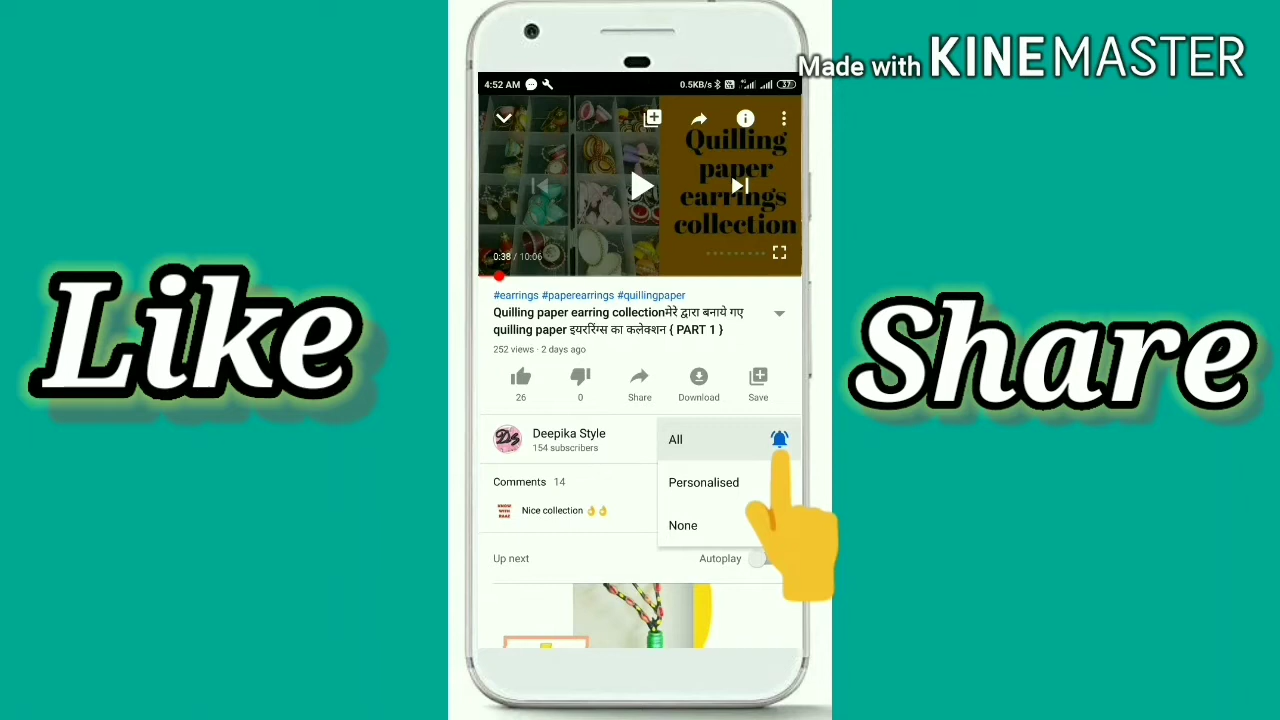 Made with KINEMASTER
4:52 AM
0.5KB/s
37
Quilling
paper
earrings
collection
0:38 / 10:06
#earrings #paperearrings #quillingpaper
Quilling paper earring collectionमेरे द्वारा बनाये गए
quilling paper इयररिंग्स का कलेक्शन { PART 1 }
252 views · 2 days ago
26
0
Share
Download
Save
Like
Share
DS
Deepika Style
154 subscribers
All
Personalised
None
Comments 14
Nice collection 👌👌
Up next
Autoplay